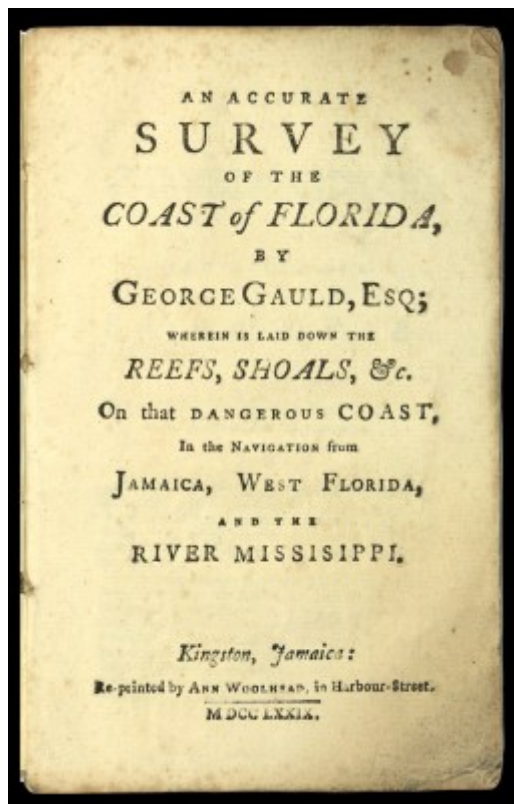 AN ACCURATE
SURVEY
OF THE
COAST of FLORIDA,
BY
GEORGE GAULD, ESQ;
WHEREIN IS LAID DOWN THE
REEFS, SHOALS, &c.
On that DANGEROUS COAST,
In the NAVIGATION from
JAMAICA, WEST FLORIDA,
AND THE
RIVER MISSISIPPI.
Kingston, Jamaica:
Re-printed by ANN WOOLHEAD, in Harbour-Street.
MDCCLXXIX.